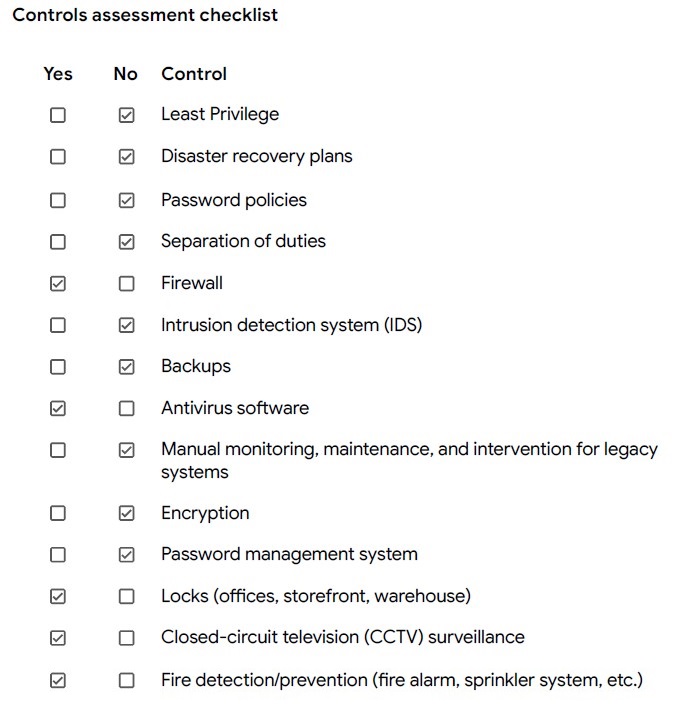 Controls assessment checklist
Yes No Control
Least Privilege
Disaster recovery plans
Password policies
Separation of duties
Firewall
Intrusion detection system (IDS)
Backups
Antivirus software
Manual monitoring, maintenance, and intervention for legacy
systems
Encryption
Password management system
Locks (offices, storefront, warehouse)
Closed-circuit television (CCTV) surveillance
Fire detection/prevention (fire alarm, sprinkler system, etc.)